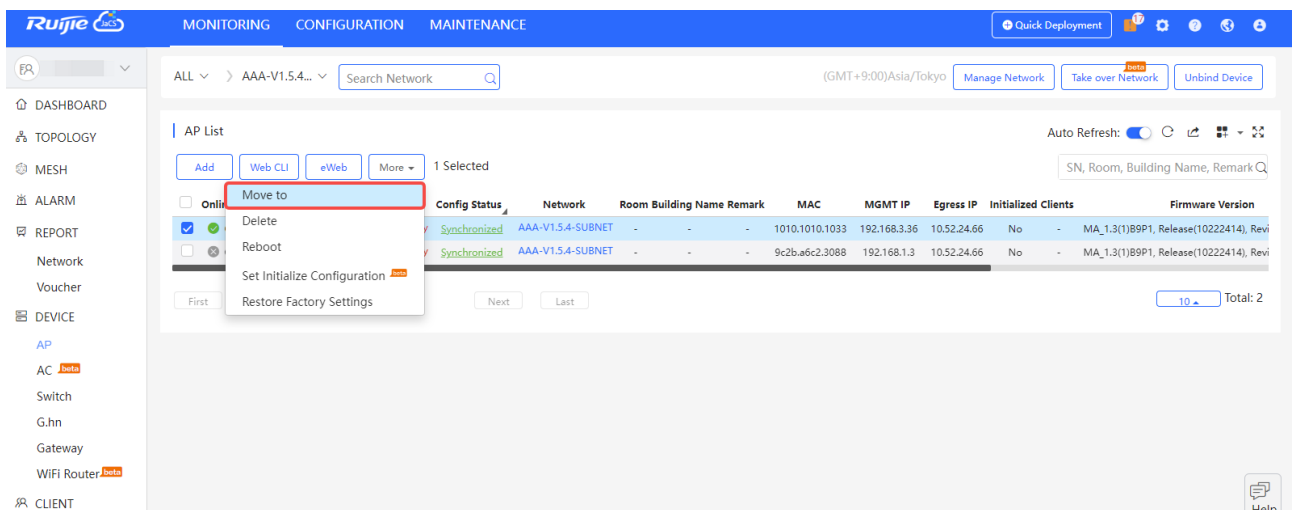 Ruijie JaCS MONITORING CONFIGURATION MAINTENANCE Quick Deployment 17
ALL AAA-V1.5.4... Search Network (GMT+9:00)Asia/Tokyo Manage Network Take over Network beta Unbind Device
DASHBOARD
TOPOLOGY
MESH
ALARM
REPORT
Network
Voucher
DEVICE
AP
AC beta
Switch
G.hn
Gateway
WiFi Router beta
CLIENT
AP List Auto Refresh:
Add Web CLI eWeb More 1 Selected SN, Room, Building Name, Remark
Move to
Delete
Reboot
Set Initialize Configuration beta
Restore Factory Settings
Config Status Network Room Building Name Remark MAC MGMT IP Egress IP Initialized Clients Firmware Version
Synchronized AAA-V1.5.4-SUBNET - - - 1010.1010.1033 192.168.3.36 10.52.24.66 No - MA_1.3(1)B9P1, Release(10222414), Revi
Synchronized AAA-V1.5.4-SUBNET - - - 9c2b.a6c2.3088 192.168.1.3 10.52.24.66 No - MA_1.3(1)B9P1, Release(10222414), Revi
First Next Last 10 Total: 2
Help